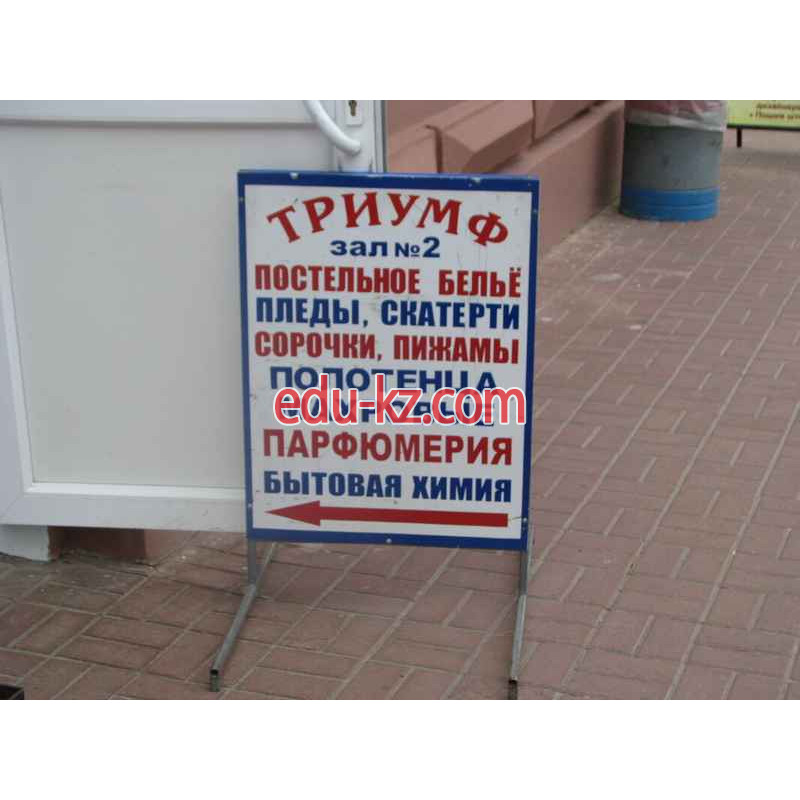 ТРИУМФ
зал №2
ПОСТЕЛЬНОЕ БЕЛЬЁ
ПЛЕДЫ, СКАТЕРТИ
СОРОЧКИ, ПИЖАМЫ
ПОЛОТЕНЦА
edu-kz.com
ПАРФЮМЕРИЯ
БЫТОВАЯ ХИМИЯ